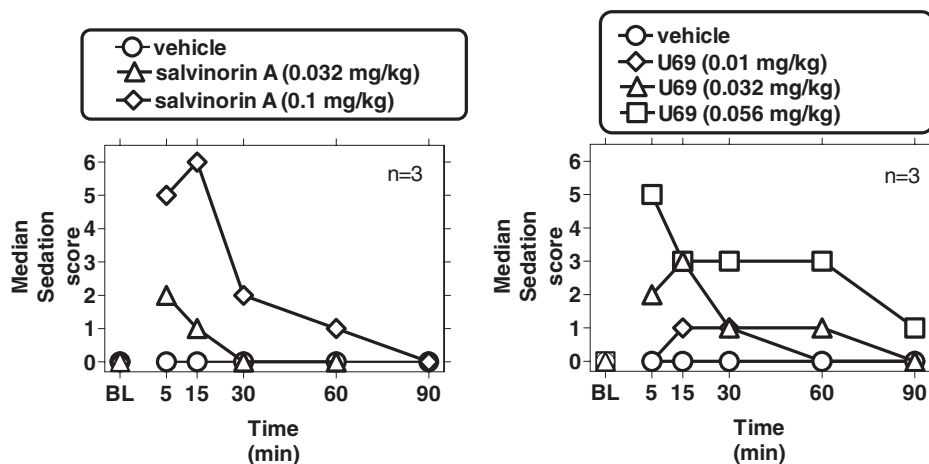 vehicle
salvinorin A (0.032 mg/kg)
salvinorin A (0.1 mg/kg)
n=3
6
5
4
3
2
1
0
Median
Sedation
score
BL 5 15 30 60 90
Time
(min)
vehicle
U69 (0.01 mg/kg)
U69 (0.032 mg/kg)
U69 (0.056 mg/kg)
n=3
6
5
4
3
2
1
0
Median
Sedation
score
BL 5 15 30 60 90
Time
(min)